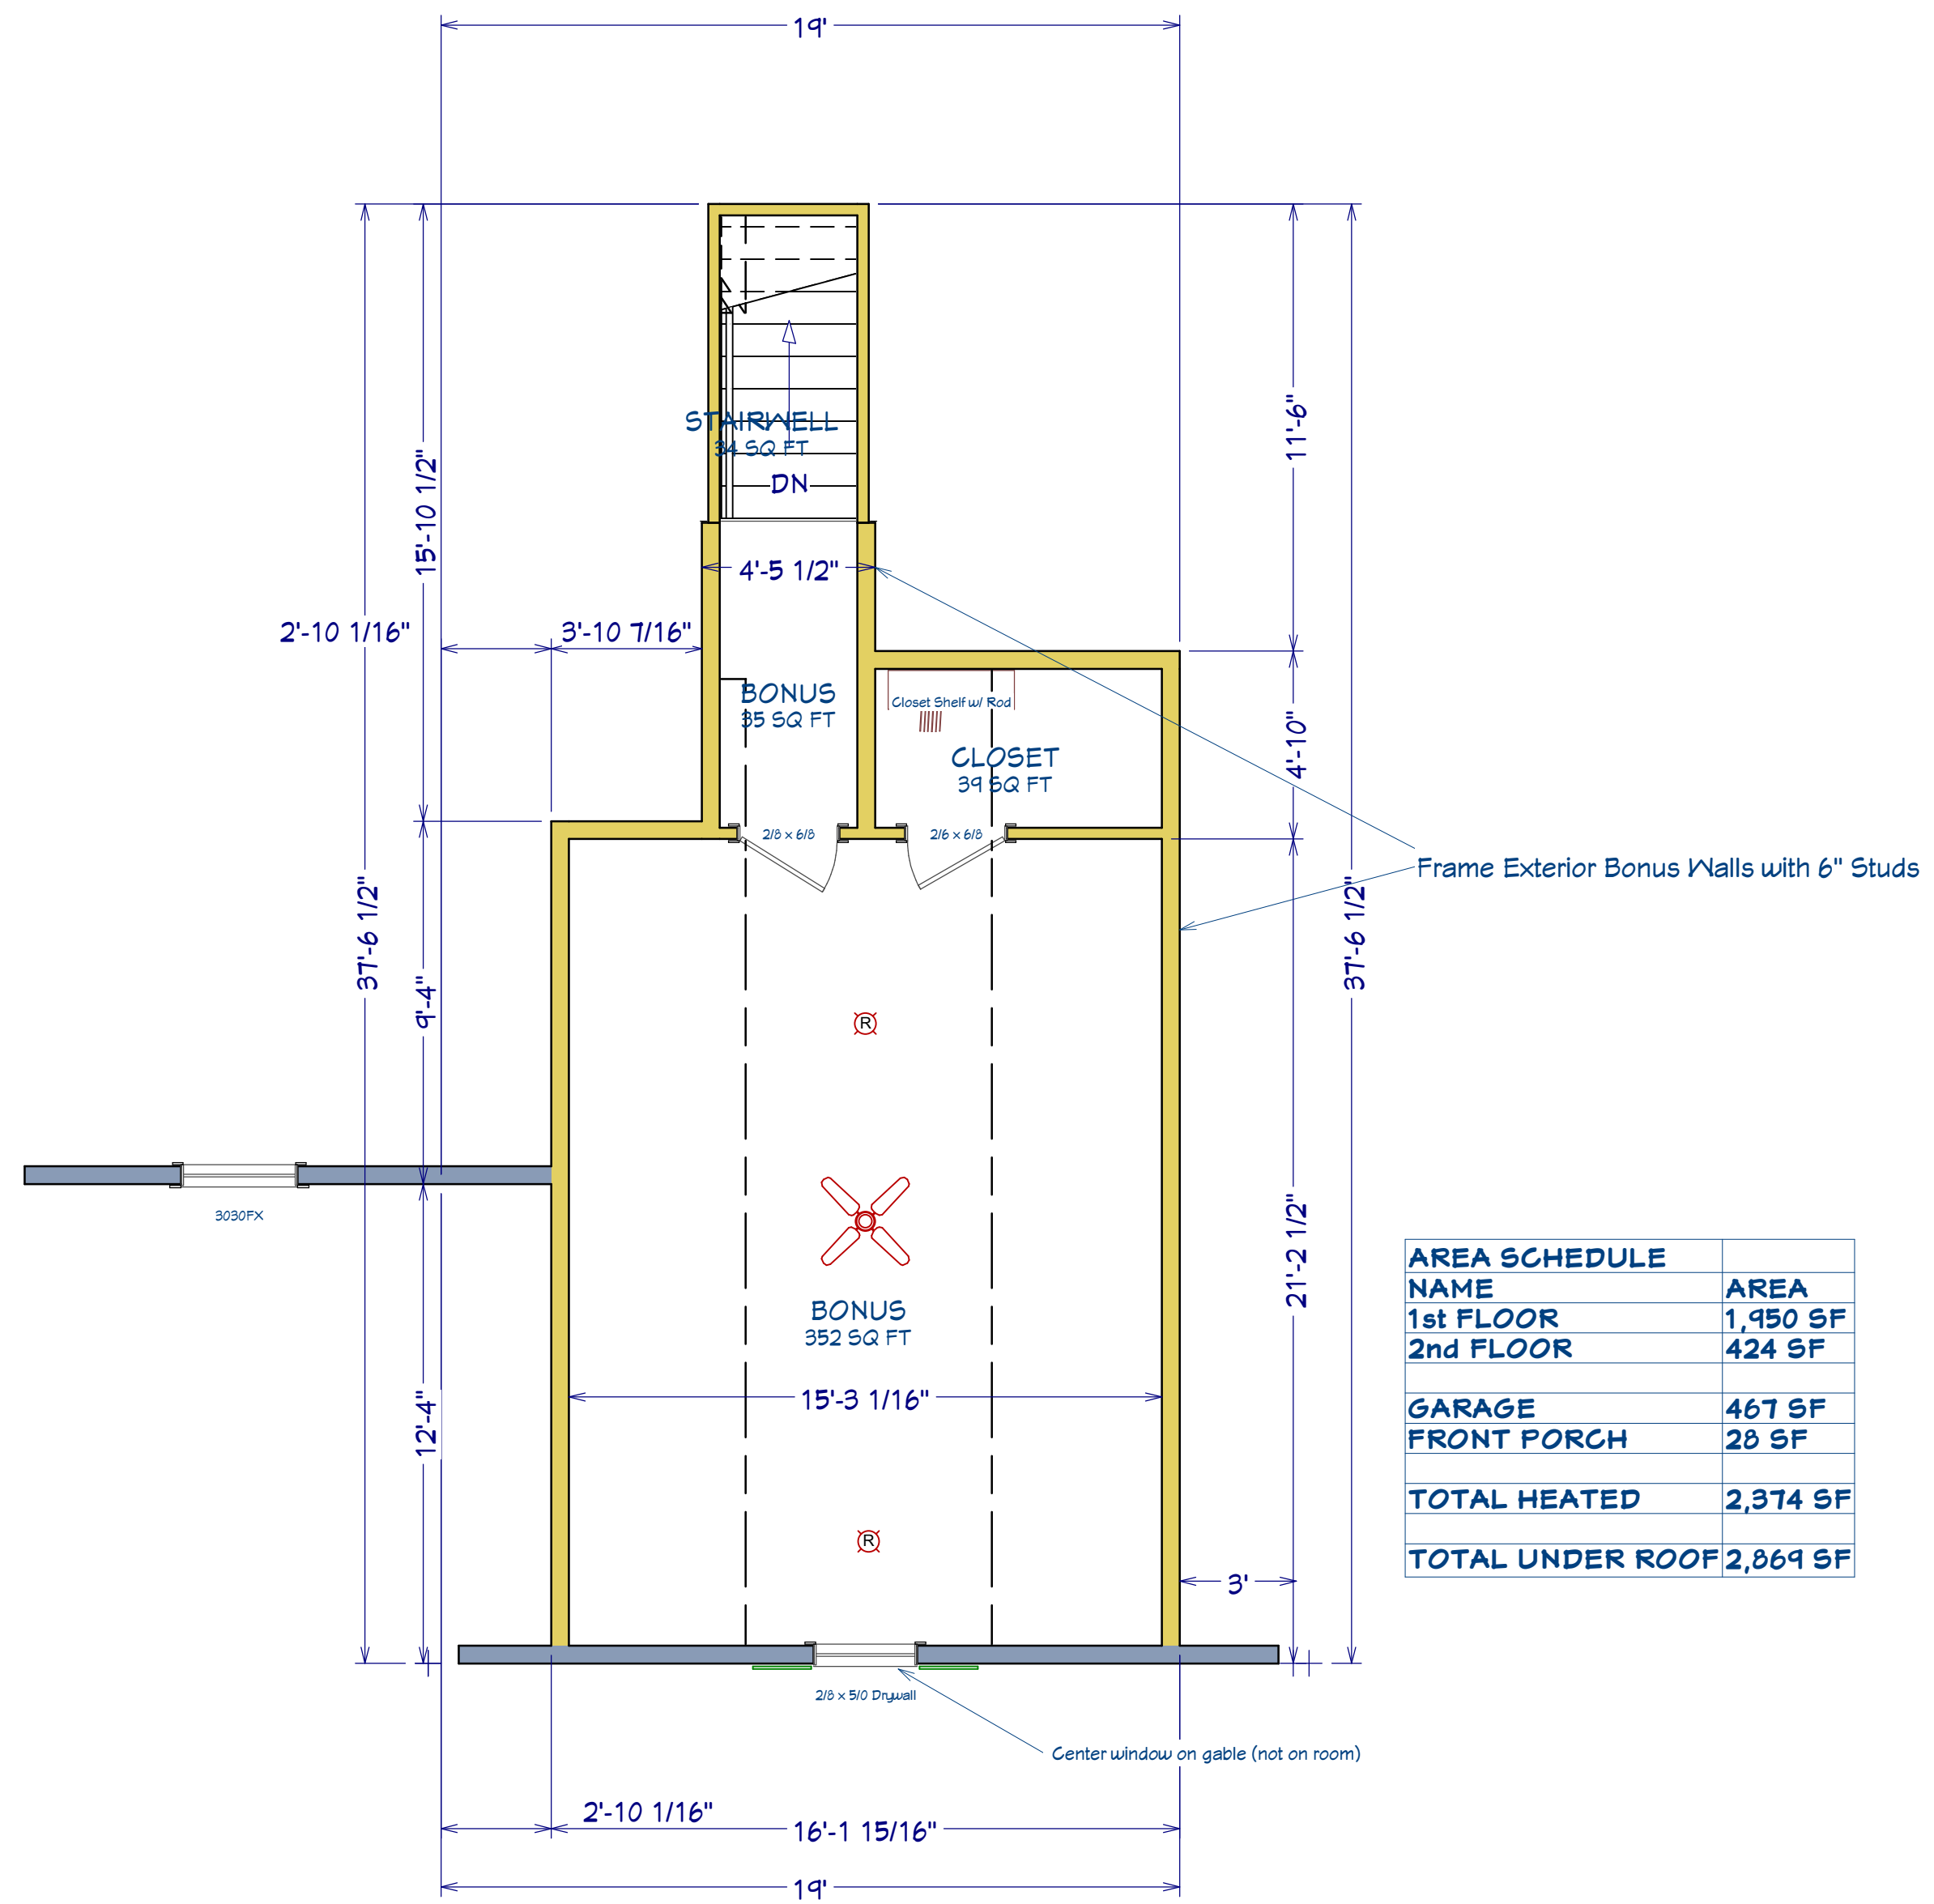 19'
STAIRWELL
34 SQ FT
DN
11'-6"
15'-10 1/2"
4'-5 1/2"
2'-10 1/16"
3'-10 7/16"
BONUS
35 SQ FT
Closet Shelf w/ Rod
CLOSET
39 SQ FT
4'-10"
2/8 x 6/8
2/6 x 6/8
Frame Exterior Bonus Walls with 6" Studs
37'-6 1/2"
37'-6 1/2"
9'-4"
R
3030FX
21'-2 1/2"
BONUS
352 SQ FT
15'-3 1/16"
12'-4"
R
3'
2/8 x 5/0 Drywall
Center window on gable (not on room)
2'-10 1/16"
16'-1 15/16"
19'
AREA SCHEDULE
NAME AREA
1st FLOOR 1,950 SF
2nd FLOOR 424 SF
GARAGE 467 SF
FRONT PORCH 28 SF
TOTAL HEATED 2,374 SF
TOTAL UNDER ROOF 2,869 SF